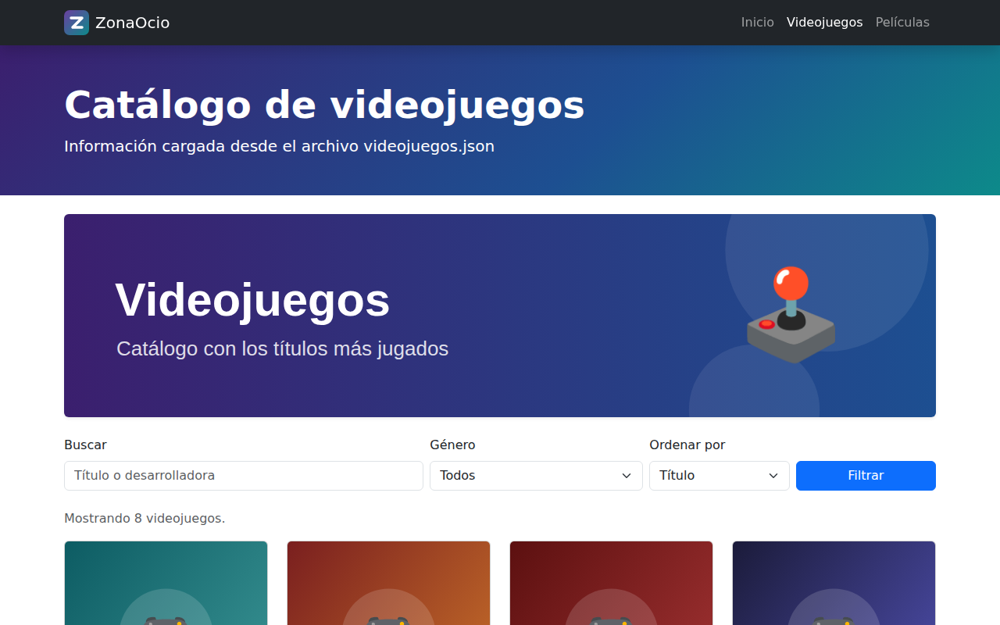 Z ZonaOcio
Inicio Videojuegos Películas
Catálogo de videojuegos
Información cargada desde el archivo videojuegos.json
Videojuegos
Catálogo con los títulos más jugados
Buscar Género Ordenar por
Título o desarrolladora Todos Título Filtrar
Mostrando 8 videojuegos.